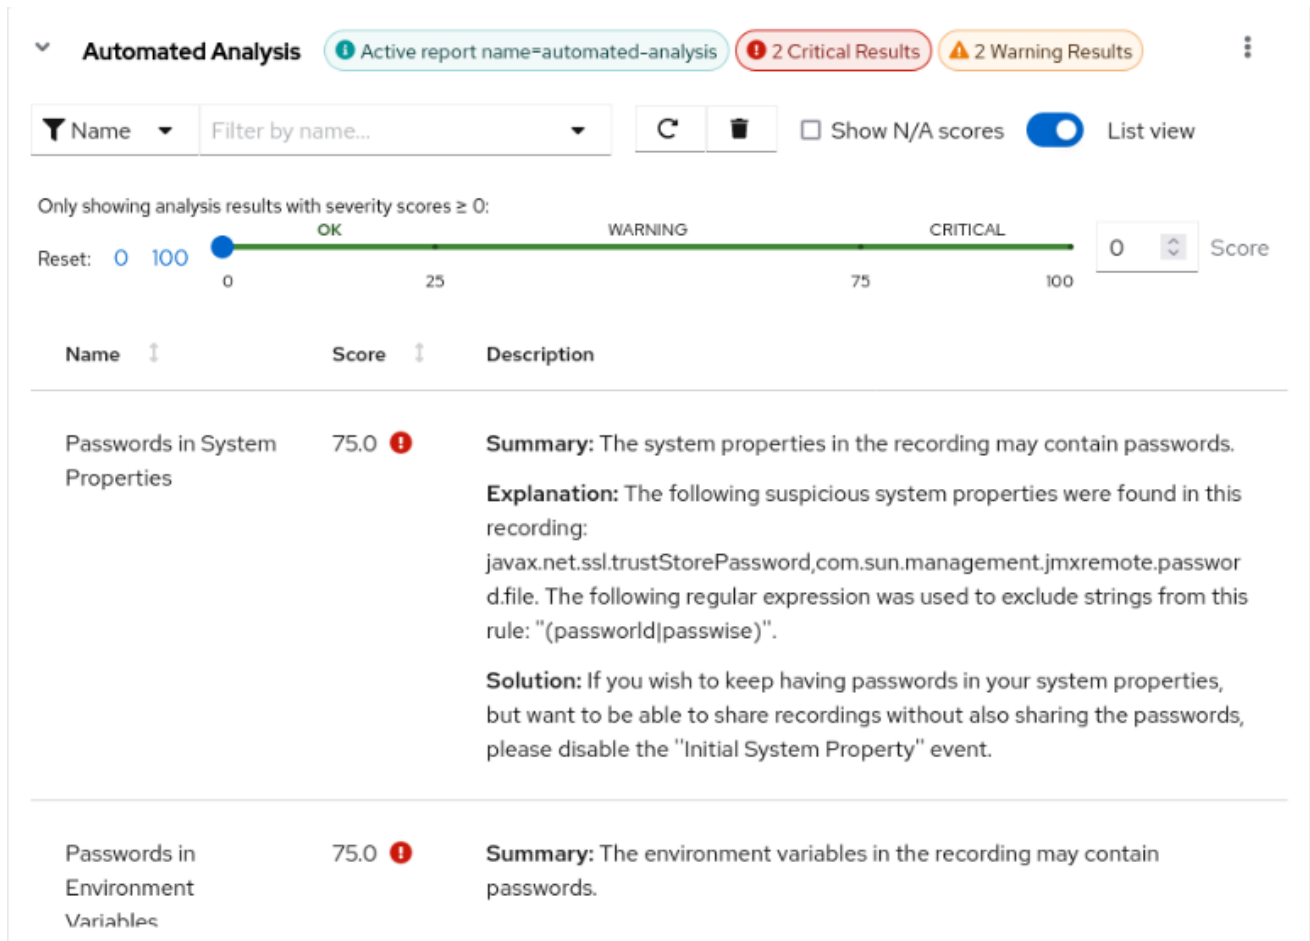 Automated Analysis Active report name=automated-analysis 2 Critical Results 2 Warning Results
Name Filter by name... Show N/A scores List view
Only showing analysis results with severity scores ≥ 0:
OK WARNING CRITICAL
Reset: 0 100 0 Score
0 25 75 100
Name Score Description
Passwords in System 75.0 Summary: The system properties in the recording may contain passwords.
Properties
Explanation: The following suspicious system properties were found in this
recording:
javax.net.ssl.trustStorePassword,com.sun.management.jmxremote.passwor
d.file. The following regular expression was used to exclude strings from this
rule: "(passworld|passwise)".
Solution: If you wish to keep having passwords in your system properties,
but want to be able to share recordings without also sharing the passwords,
please disable the "Initial System Property" event.
Passwords in 75.0 Summary: The environment variables in the recording may contain
Environment passwords.
Variables